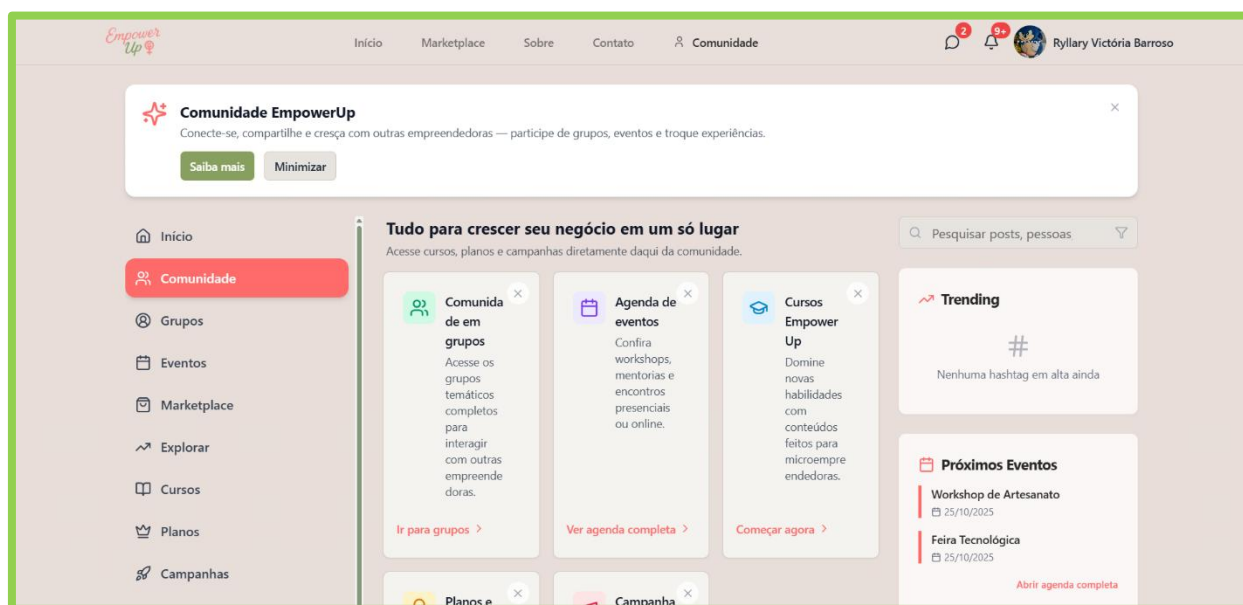 Empower
Up
Início
Marketplace
Sobre
Contato
Comunidade
2
9+
Ryllary Victória Barroso
Comunidade EmpowerUp
Conecte-se, compartilhe e cresça com outras empreendedoras — participe de grupos, eventos e troque experiências.
Saiba mais
Minimizar
Início
Comunidade
Grupos
Eventos
Marketplace
Explorar
Cursos
Planos
Campanhas
Tudo para crescer seu negócio em um só lugar
Acesse cursos, planos e campanhas diretamente daqui da comunidade.
Comunida
de em
grupos
Acesse os
grupos
temáticos
completos
para
interagir
com outras
empreende
doras.
Ir para grupos
Agenda de
eventos
Confira
workshops,
mentorias e
encontros
presenciais
ou online.
Ver agenda completa
Cursos
Empower
Up
Domine
novas
habilidades
com
conteúdos
feitos para
microempre
endedoras.
Começar agora
Planos e
Campanha
Pesquisar posts, pessoas
Trending
#
Nenhuma hashtag em alta ainda
Próximos Eventos
Workshop de Artesanato
25/10/2025
Feira Tecnológica
25/10/2025
Abrir agenda completa